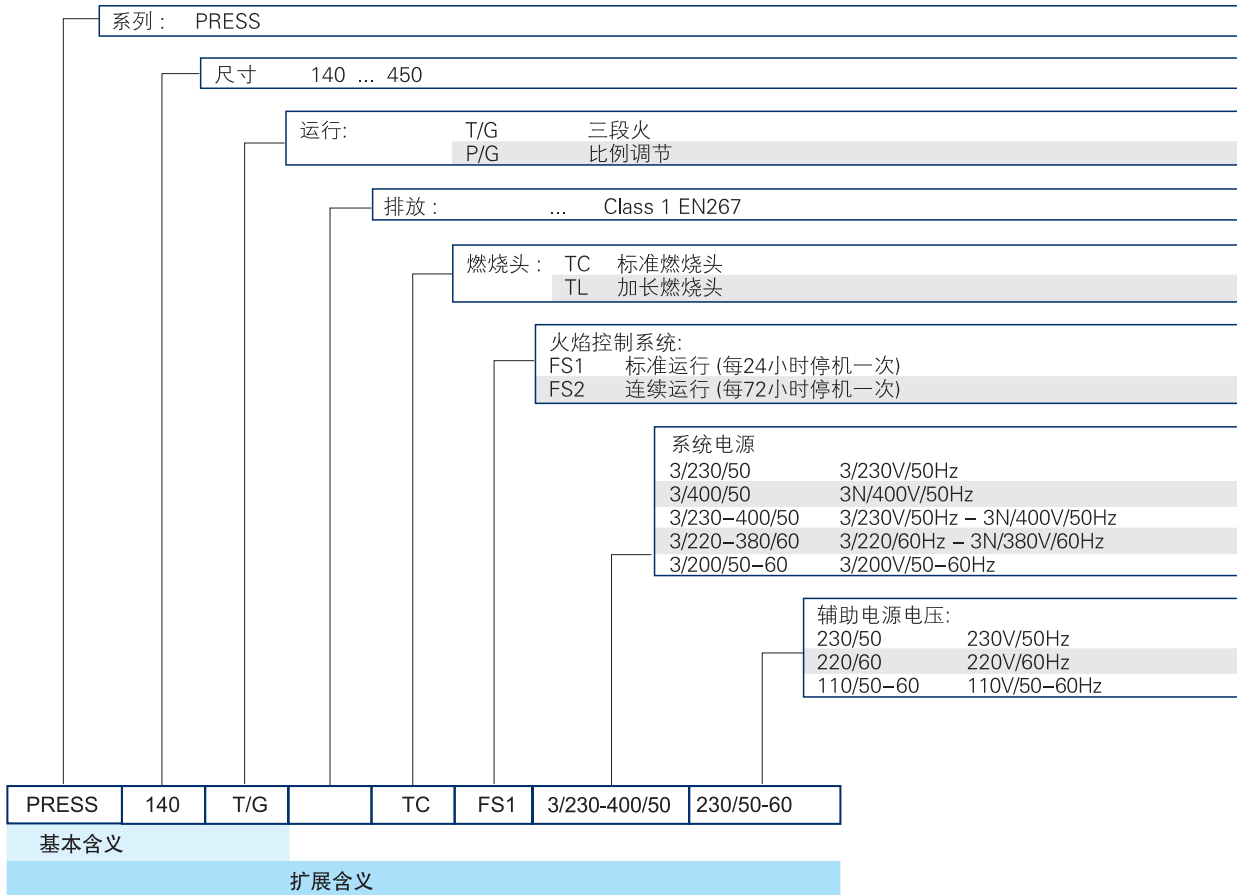 系列 : PRESS
尺寸 140 ... 450
运行: T/G 三段火
P/G 比例调节
排放 : ... Class 1 EN267
燃烧头 : TC 标准燃烧头
TL 加长燃烧头
火焰控制系统:
FS1 标准运行 (每24小时停机一次)
FS2 连续运行 (每72小时停机一次)
系统电源
3/230/50 3/230V/50Hz
3/400/50 3N/400V/50Hz
3/230–400/50 3/230V/50Hz – 3N/400V/50Hz
3/220–380/60 3/220/60Hz – 3N/380V/60Hz
3/200/50–60 3/200V/50–60Hz
辅助电源电压:
230/50 230V/50Hz
220/60 220V/60Hz
110/50–60 110V/50–60Hz
PRESS 140 T/G TC FS1 3/230-400/50 230/50-60
基本含义
扩展含义